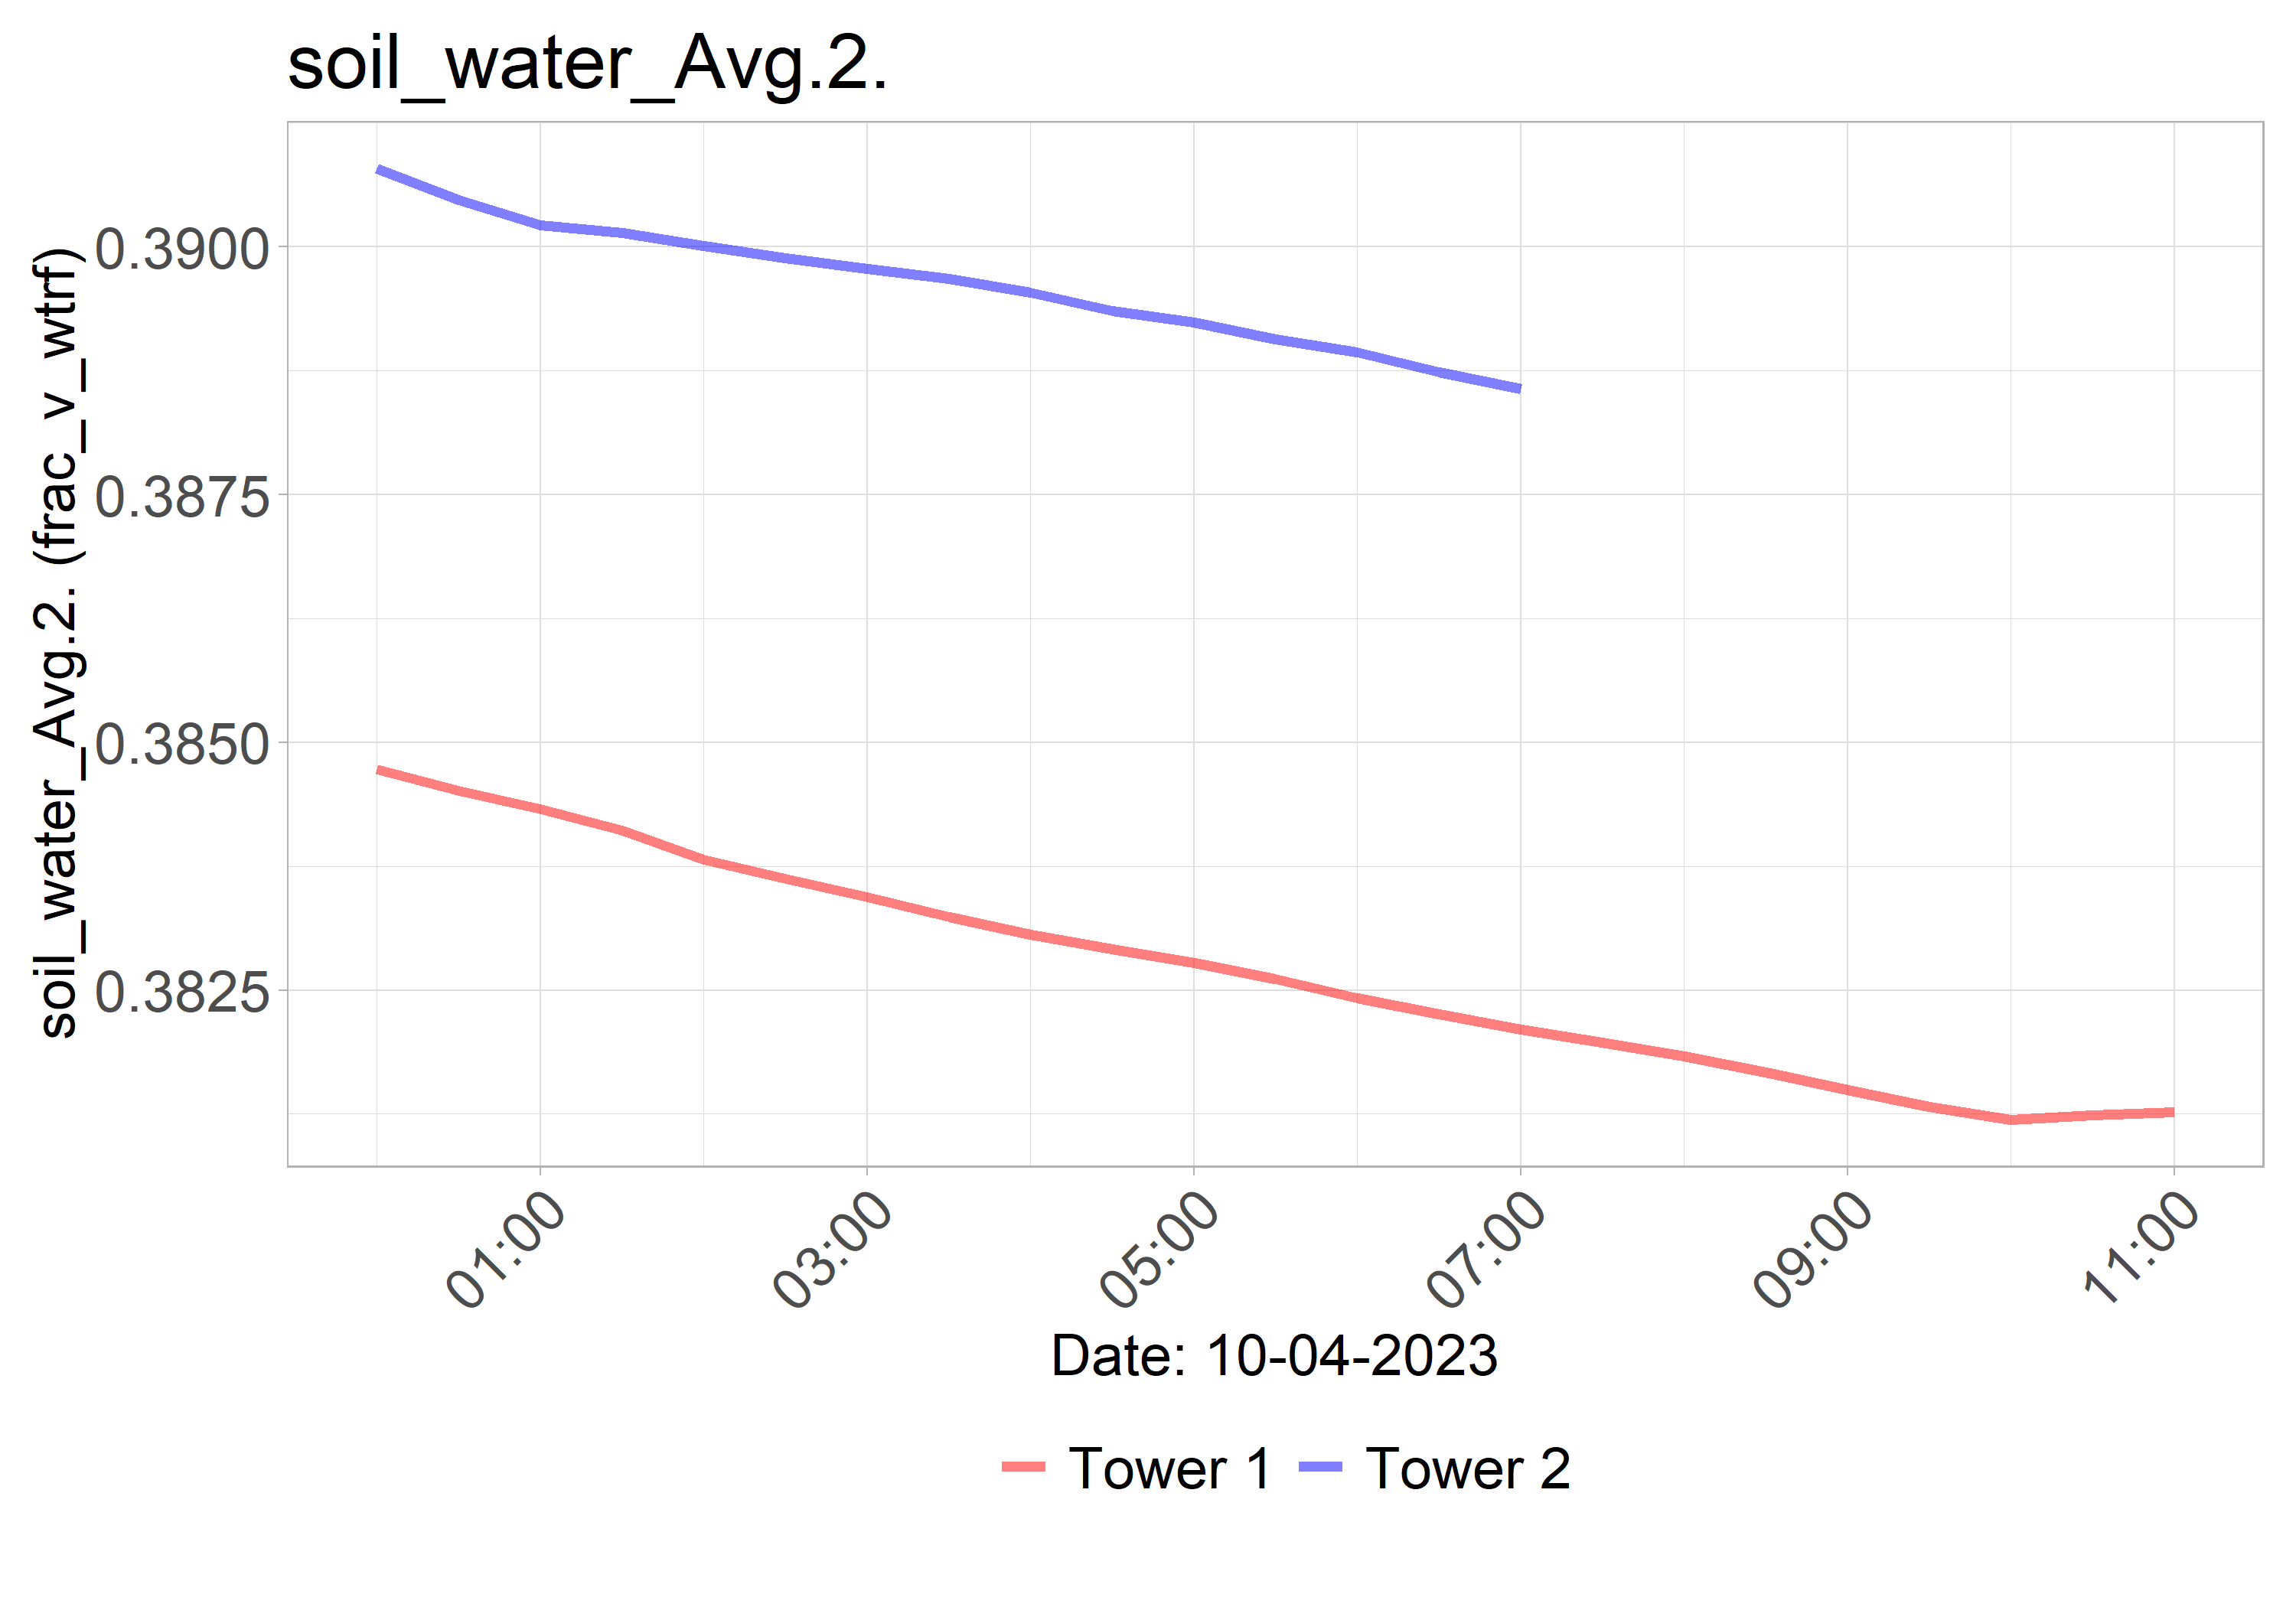 soil_water_Avg.2.
soil_water_Avg.2. (frac_v_wtrf)
0.3900
0.3875
0.3850
0.3825
01:00
03:00
05:00
07:00
09:00
11:00
Date: 10-04-2023
Tower 1
Tower 2